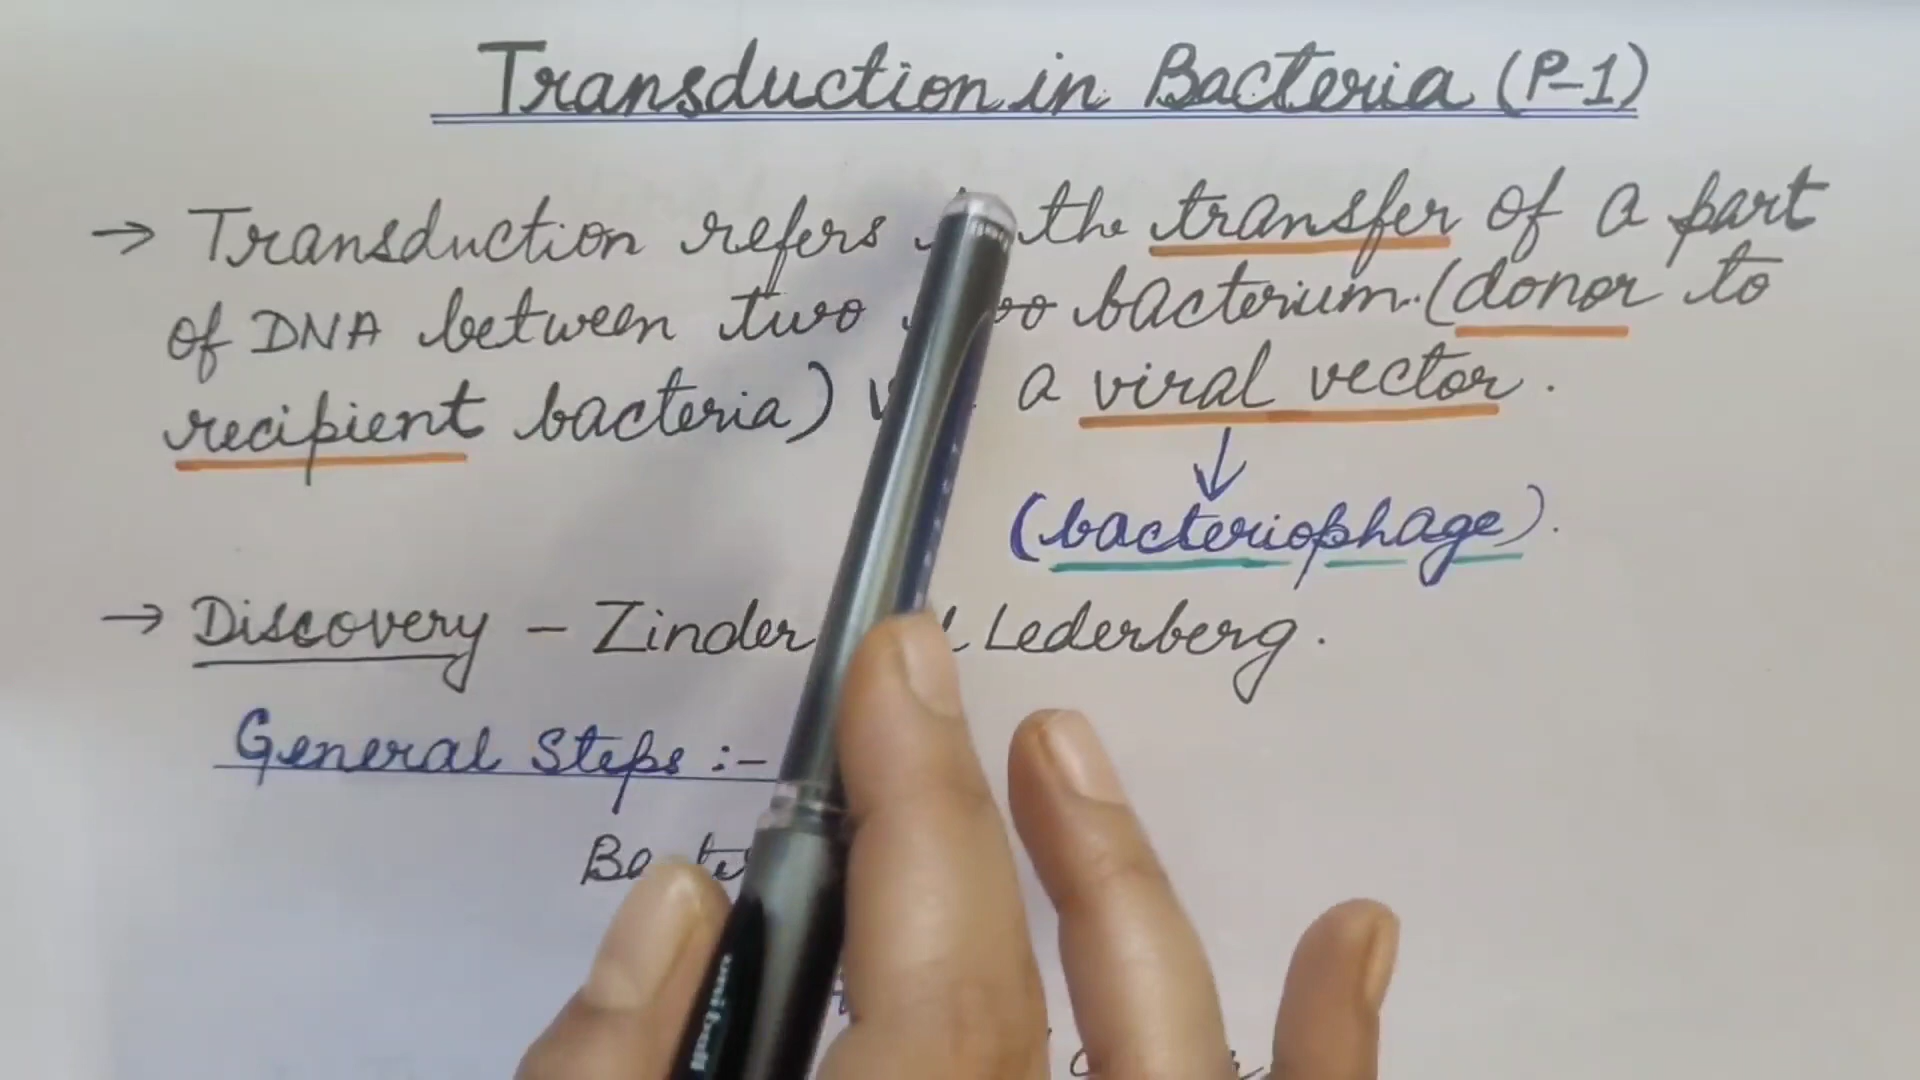 Transduction in Bacteria (P-1)
→ Transduction refers the transfer of a part
of DNA between two bacterium. (donor to
recipient bacteria) a viral vector.
↓
(bacteriophage).
→ Discovery - Zinder Lederberg.
General Steps :-
uniball